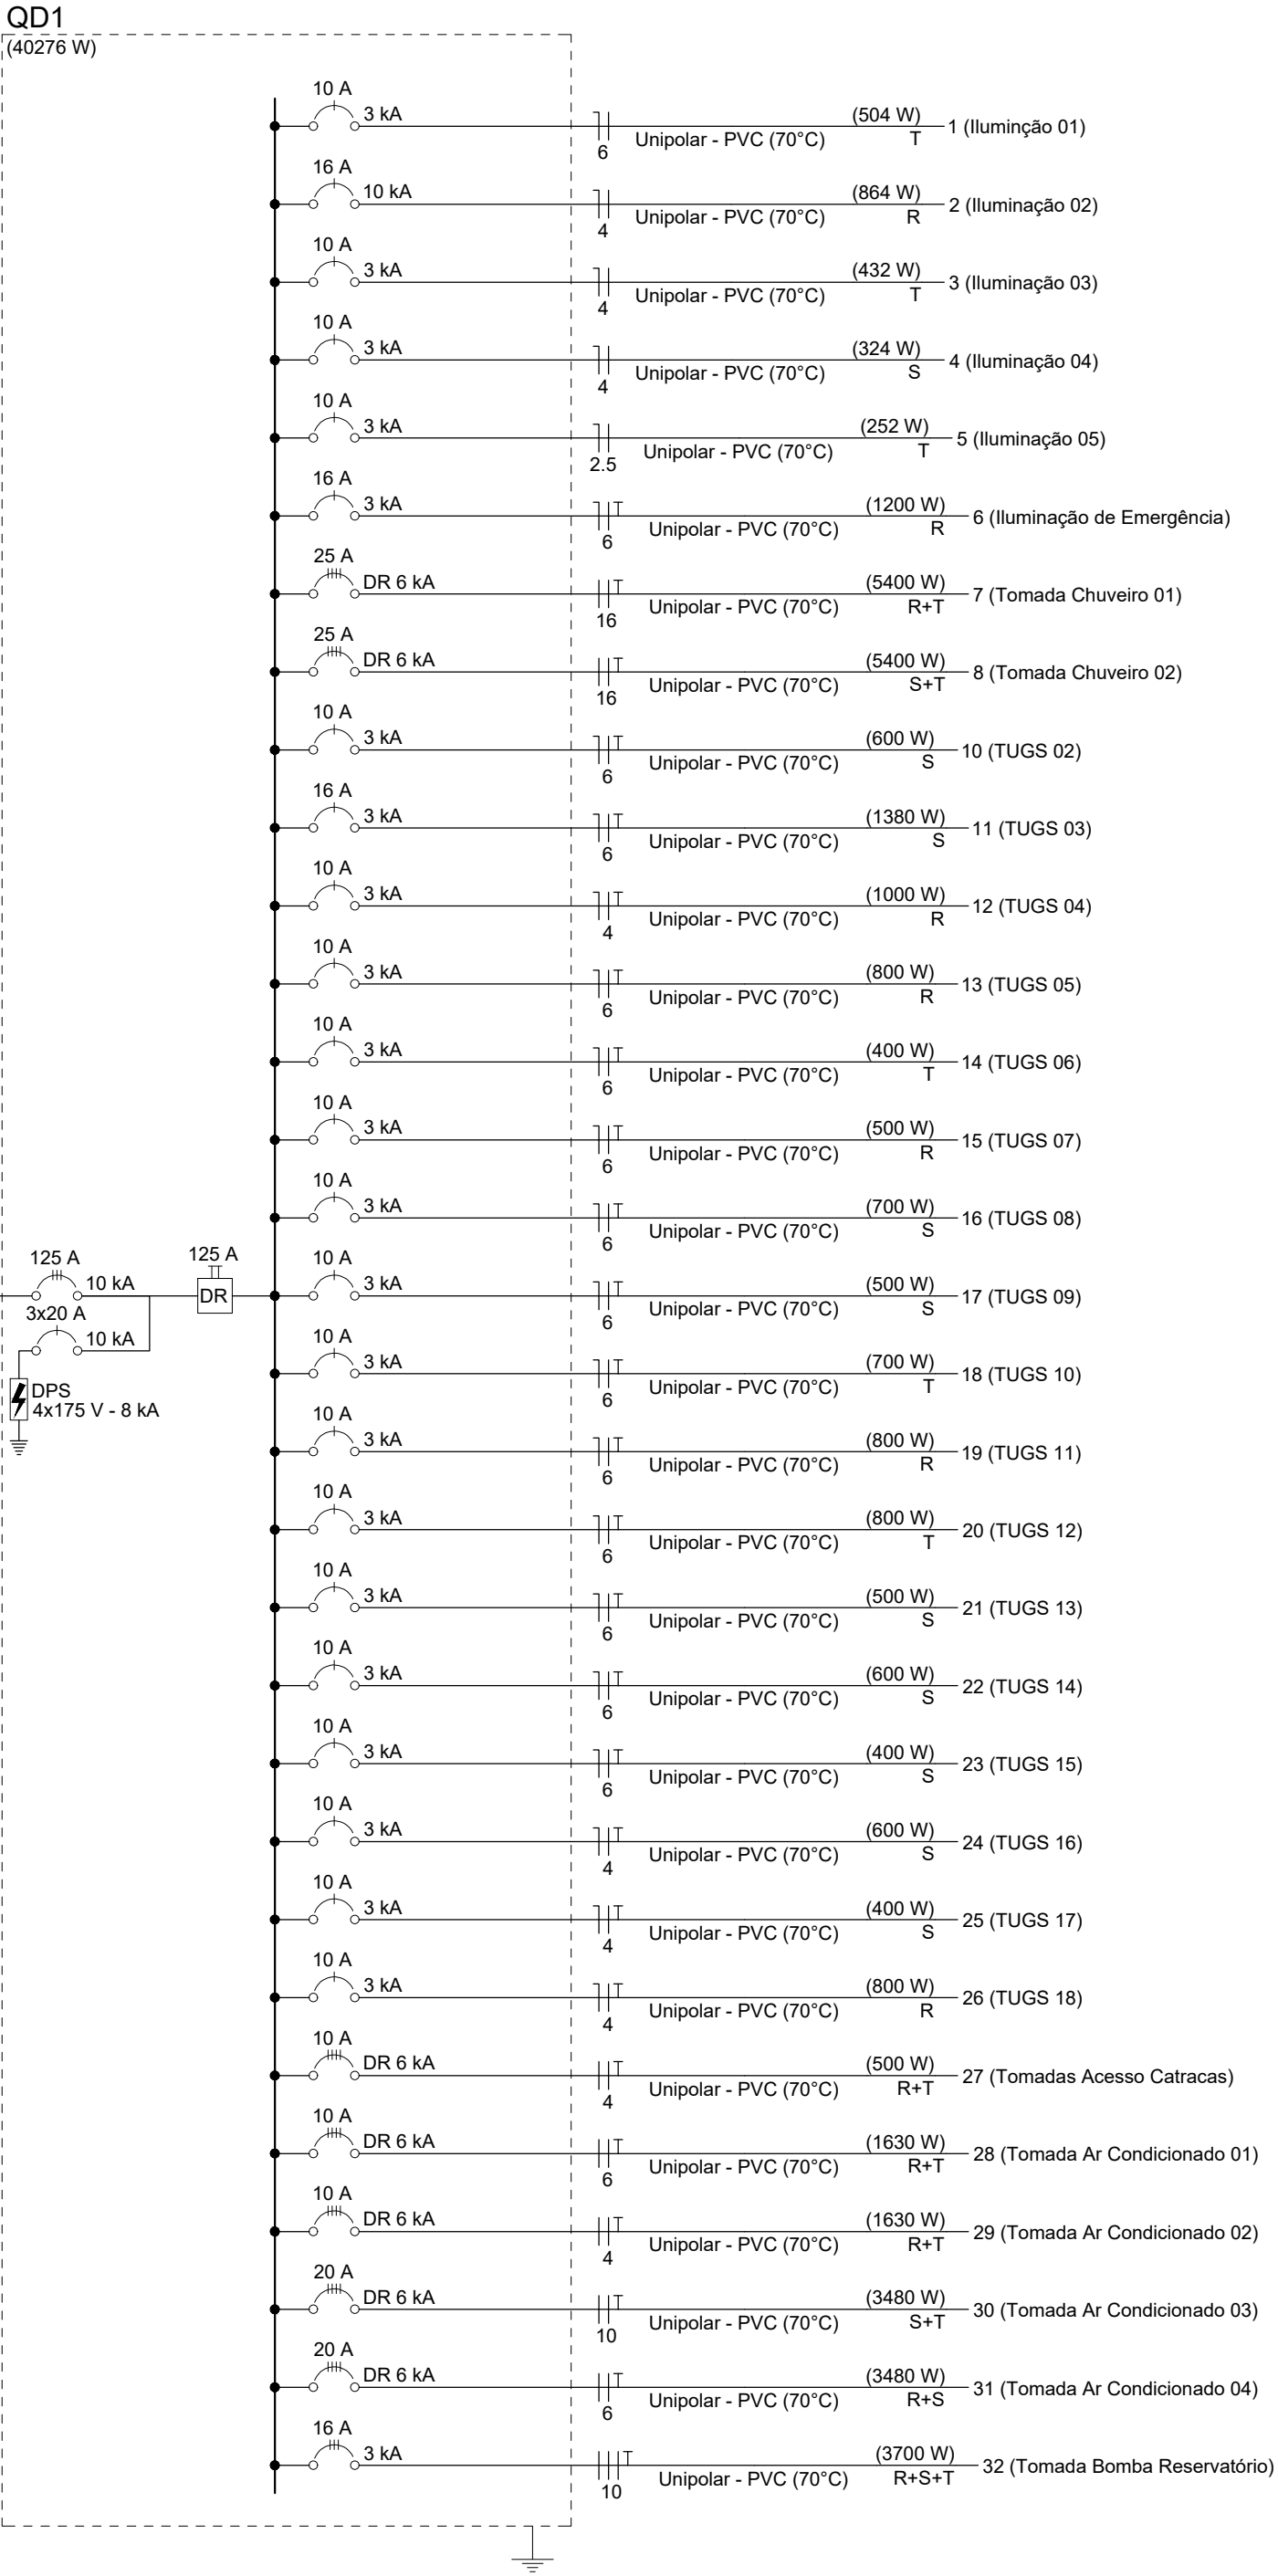 QD1
(40276 W)
10 A
3 kA
6
Unipolar - PVC (70°C)
(504 W)
T
1 (Iluminção 01)
16 A
10 kA
4
Unipolar - PVC (70°C)
(864 W)
R
2 (Iluminação 02)
10 A
3 kA
4
Unipolar - PVC (70°C)
(432 W)
T
3 (Iluminação 03)
10 A
3 kA
4
Unipolar - PVC (70°C)
(324 W)
S
4 (Iluminação 04)
10 A
3 kA
2.5
Unipolar - PVC (70°C)
(252 W)
T
5 (Iluminação 05)
16 A
3 kA
6
Unipolar - PVC (70°C)
(1200 W)
R
6 (Iluminação de Emergência)
25 A
DR 6 kA
16
Unipolar - PVC (70°C)
(5400 W)
R+T
7 (Tomada Chuveiro 01)
25 A
DR 6 kA
16
Unipolar - PVC (70°C)
(5400 W)
S+T
8 (Tomada Chuveiro 02)
10 A
3 kA
6
Unipolar - PVC (70°C)
(600 W)
S
10 (TUGS 02)
16 A
3 kA
6
Unipolar - PVC (70°C)
(1380 W)
S
11 (TUGS 03)
10 A
3 kA
4
Unipolar - PVC (70°C)
(1000 W)
R
12 (TUGS 04)
10 A
3 kA
6
Unipolar - PVC (70°C)
(800 W)
R
13 (TUGS 05)
10 A
3 kA
6
Unipolar - PVC (70°C)
(400 W)
T
14 (TUGS 06)
10 A
3 kA
6
Unipolar - PVC (70°C)
(500 W)
R
15 (TUGS 07)
10 A
3 kA
6
Unipolar - PVC (70°C)
(700 W)
S
16 (TUGS 08)
125 A
10 kA
3x20 A
10 kA
DPS
4x175 V - 8 kA
125 A
DR
10 A
3 kA
6
Unipolar - PVC (70°C)
(500 W)
S
17 (TUGS 09)
10 A
3 kA
6
Unipolar - PVC (70°C)
(700 W)
T
18 (TUGS 10)
10 A
3 kA
6
Unipolar - PVC (70°C)
(800 W)
R
19 (TUGS 11)
10 A
3 kA
6
Unipolar - PVC (70°C)
(800 W)
T
20 (TUGS 12)
10 A
3 kA
6
Unipolar - PVC (70°C)
(500 W)
S
21 (TUGS 13)
10 A
3 kA
6
Unipolar - PVC (70°C)
(600 W)
S
22 (TUGS 14)
10 A
3 kA
6
Unipolar - PVC (70°C)
(400 W)
S
23 (TUGS 15)
10 A
3 kA
4
Unipolar - PVC (70°C)
(600 W)
S
24 (TUGS 16)
10 A
3 kA
4
Unipolar - PVC (70°C)
(400 W)
S
25 (TUGS 17)
10 A
3 kA
4
Unipolar - PVC (70°C)
(800 W)
R
26 (TUGS 18)
10 A
DR 6 kA
4
Unipolar - PVC (70°C)
(500 W)
R+T
27 (Tomadas Acesso Catracas)
10 A
DR 6 kA
6
Unipolar - PVC (70°C)
(1630 W)
R+T
28 (Tomada Ar Condicionado 01)
10 A
DR 6 kA
4
Unipolar - PVC (70°C)
(1630 W)
R+T
29 (Tomada Ar Condicionado 02)
20 A
DR 6 kA
10
Unipolar - PVC (70°C)
(3480 W)
S+T
30 (Tomada Ar Condicionado 03)
20 A
DR 6 kA
6
Unipolar - PVC (70°C)
(3480 W)
R+S
31 (Tomada Ar Condicionado 04)
16 A
3 kA
10
Unipolar - PVC (70°C)
(3700 W)
R+S+T
32 (Tomada Bomba Reservatório)